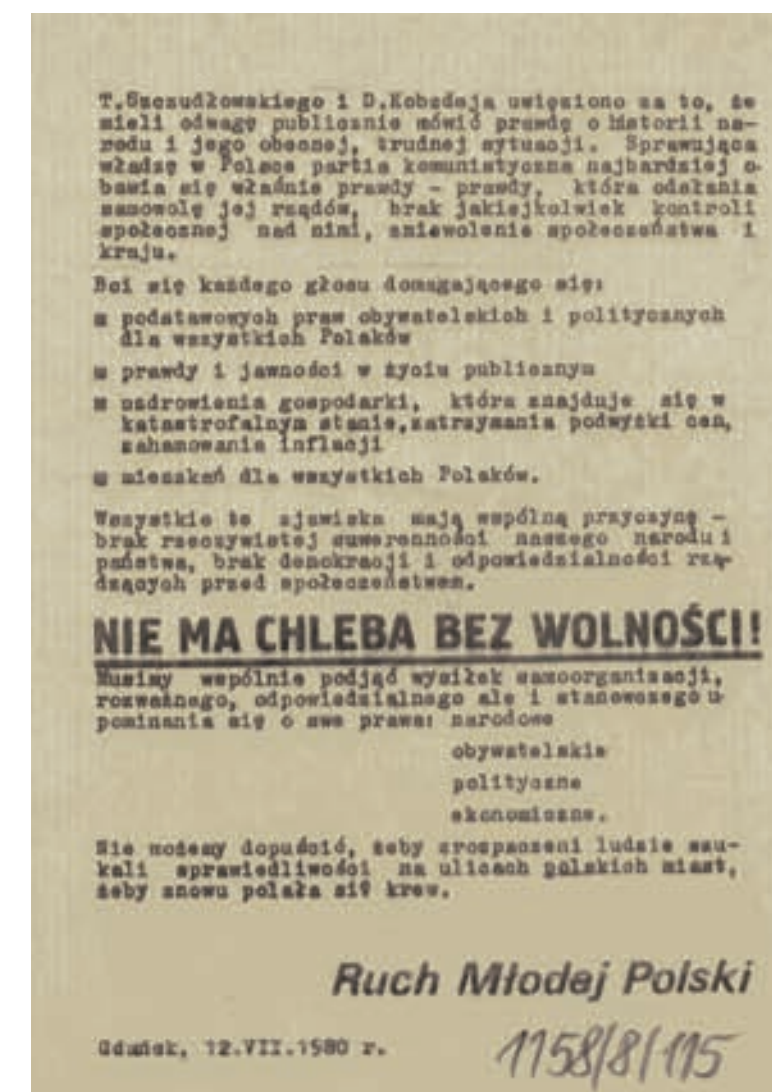 T.Szczudłowskiego i D.Kobzdeja uwięziono za to, że
mieli odwagę publicznie mówić prawdę o historii na-
rodu i jego obecnej, trudnej sytuacji. Sprawująca
władzę w Polsce partia komunistyczna najbardziej o-
bawia się właśnie prawdy - prawdy, która odsłania
samowolę jej rządów, brak jakiejkolwiek kontroli
społecznej nad nimi, zniewolenie społeczeństwa i
kraju.
Boi się każdego głosu domagającego się:
■ podstawowych praw obywatelskich i politycznych
dla wszystkich Polaków
■ prawdy i jawności w życiu publicznym
■ uzdrowienia gospodarki, która znajduje się w
katastrofalnym stanie, zatrzymania podwyżki cen,
zahamowania inflacji
■ mieszkań dla wszystkich Polaków.
Wszystkie te zjawiska mają wspólną przyczynę -
brak rzeczywistej suwerenności naszego narodu i
państwa, brak demokracji i odpowiedzialności rzą-
dzących przed społeczeństwem.
NIE MA CHLEBA BEZ WOLNOŚCI!
Musimy wspólnie podjąć wysiłek samoorganizacji,
rozważnego, odpowiedzialnego ale i stanowczego u-
pominania się o swe prawa: narodowe
obywatelskie
polityczne
ekonomiczne.
Nie możemy dopuścić, żeby zrozpaczeni ludzie szu-
kali sprawiedliwości na ulicach polskich miast,
żeby znowu polała się krew.
Ruch Młodej Polski
Gdańsk, 12.VII.1980 r.
1158/8/115